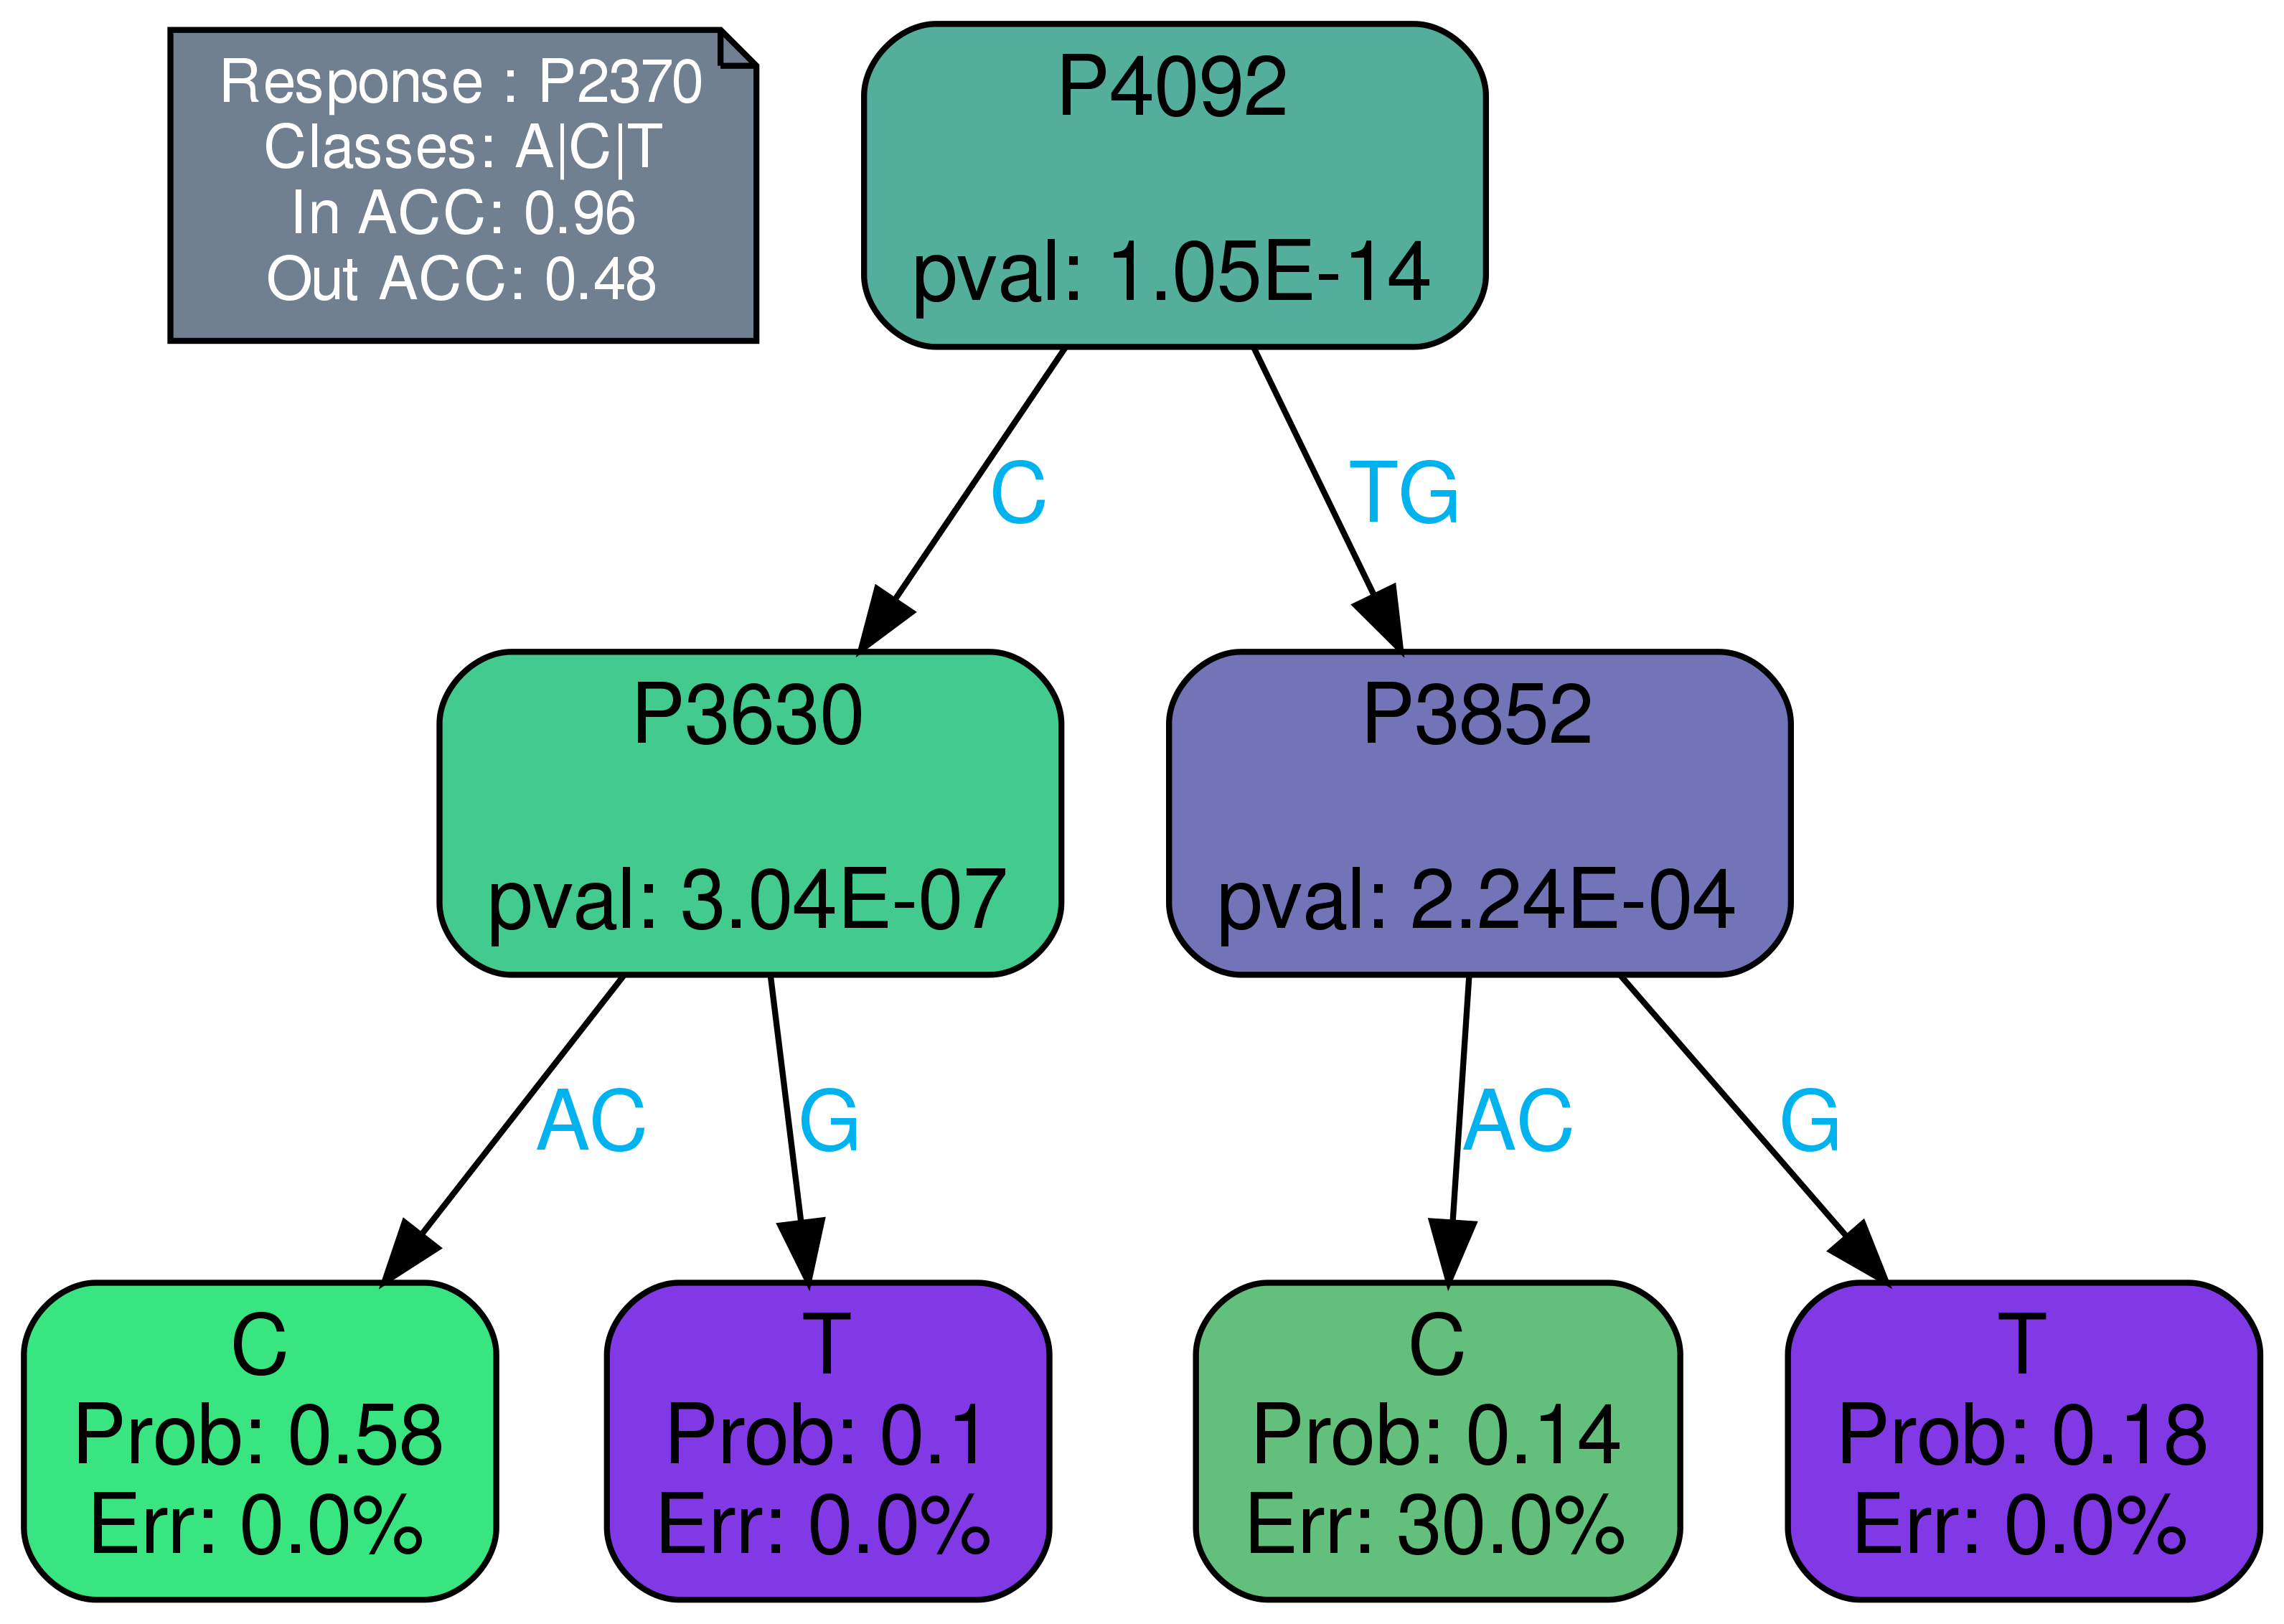 Response : P2370
Classes: A|C|T
In ACC: 0.96
Out ACC: 0.48
P4092
pval: 1.05E-14
C
TG
P3630
pval: 3.04E-07
P3852
pval: 2.24E-04
AC
G
AC
G
C
Prob: 0.58
Err: 0.0%
T
Prob: 0.1
Err: 0.0%
C
Prob: 0.14
Err: 30.0%
T
Prob: 0.18
Err: 0.0%